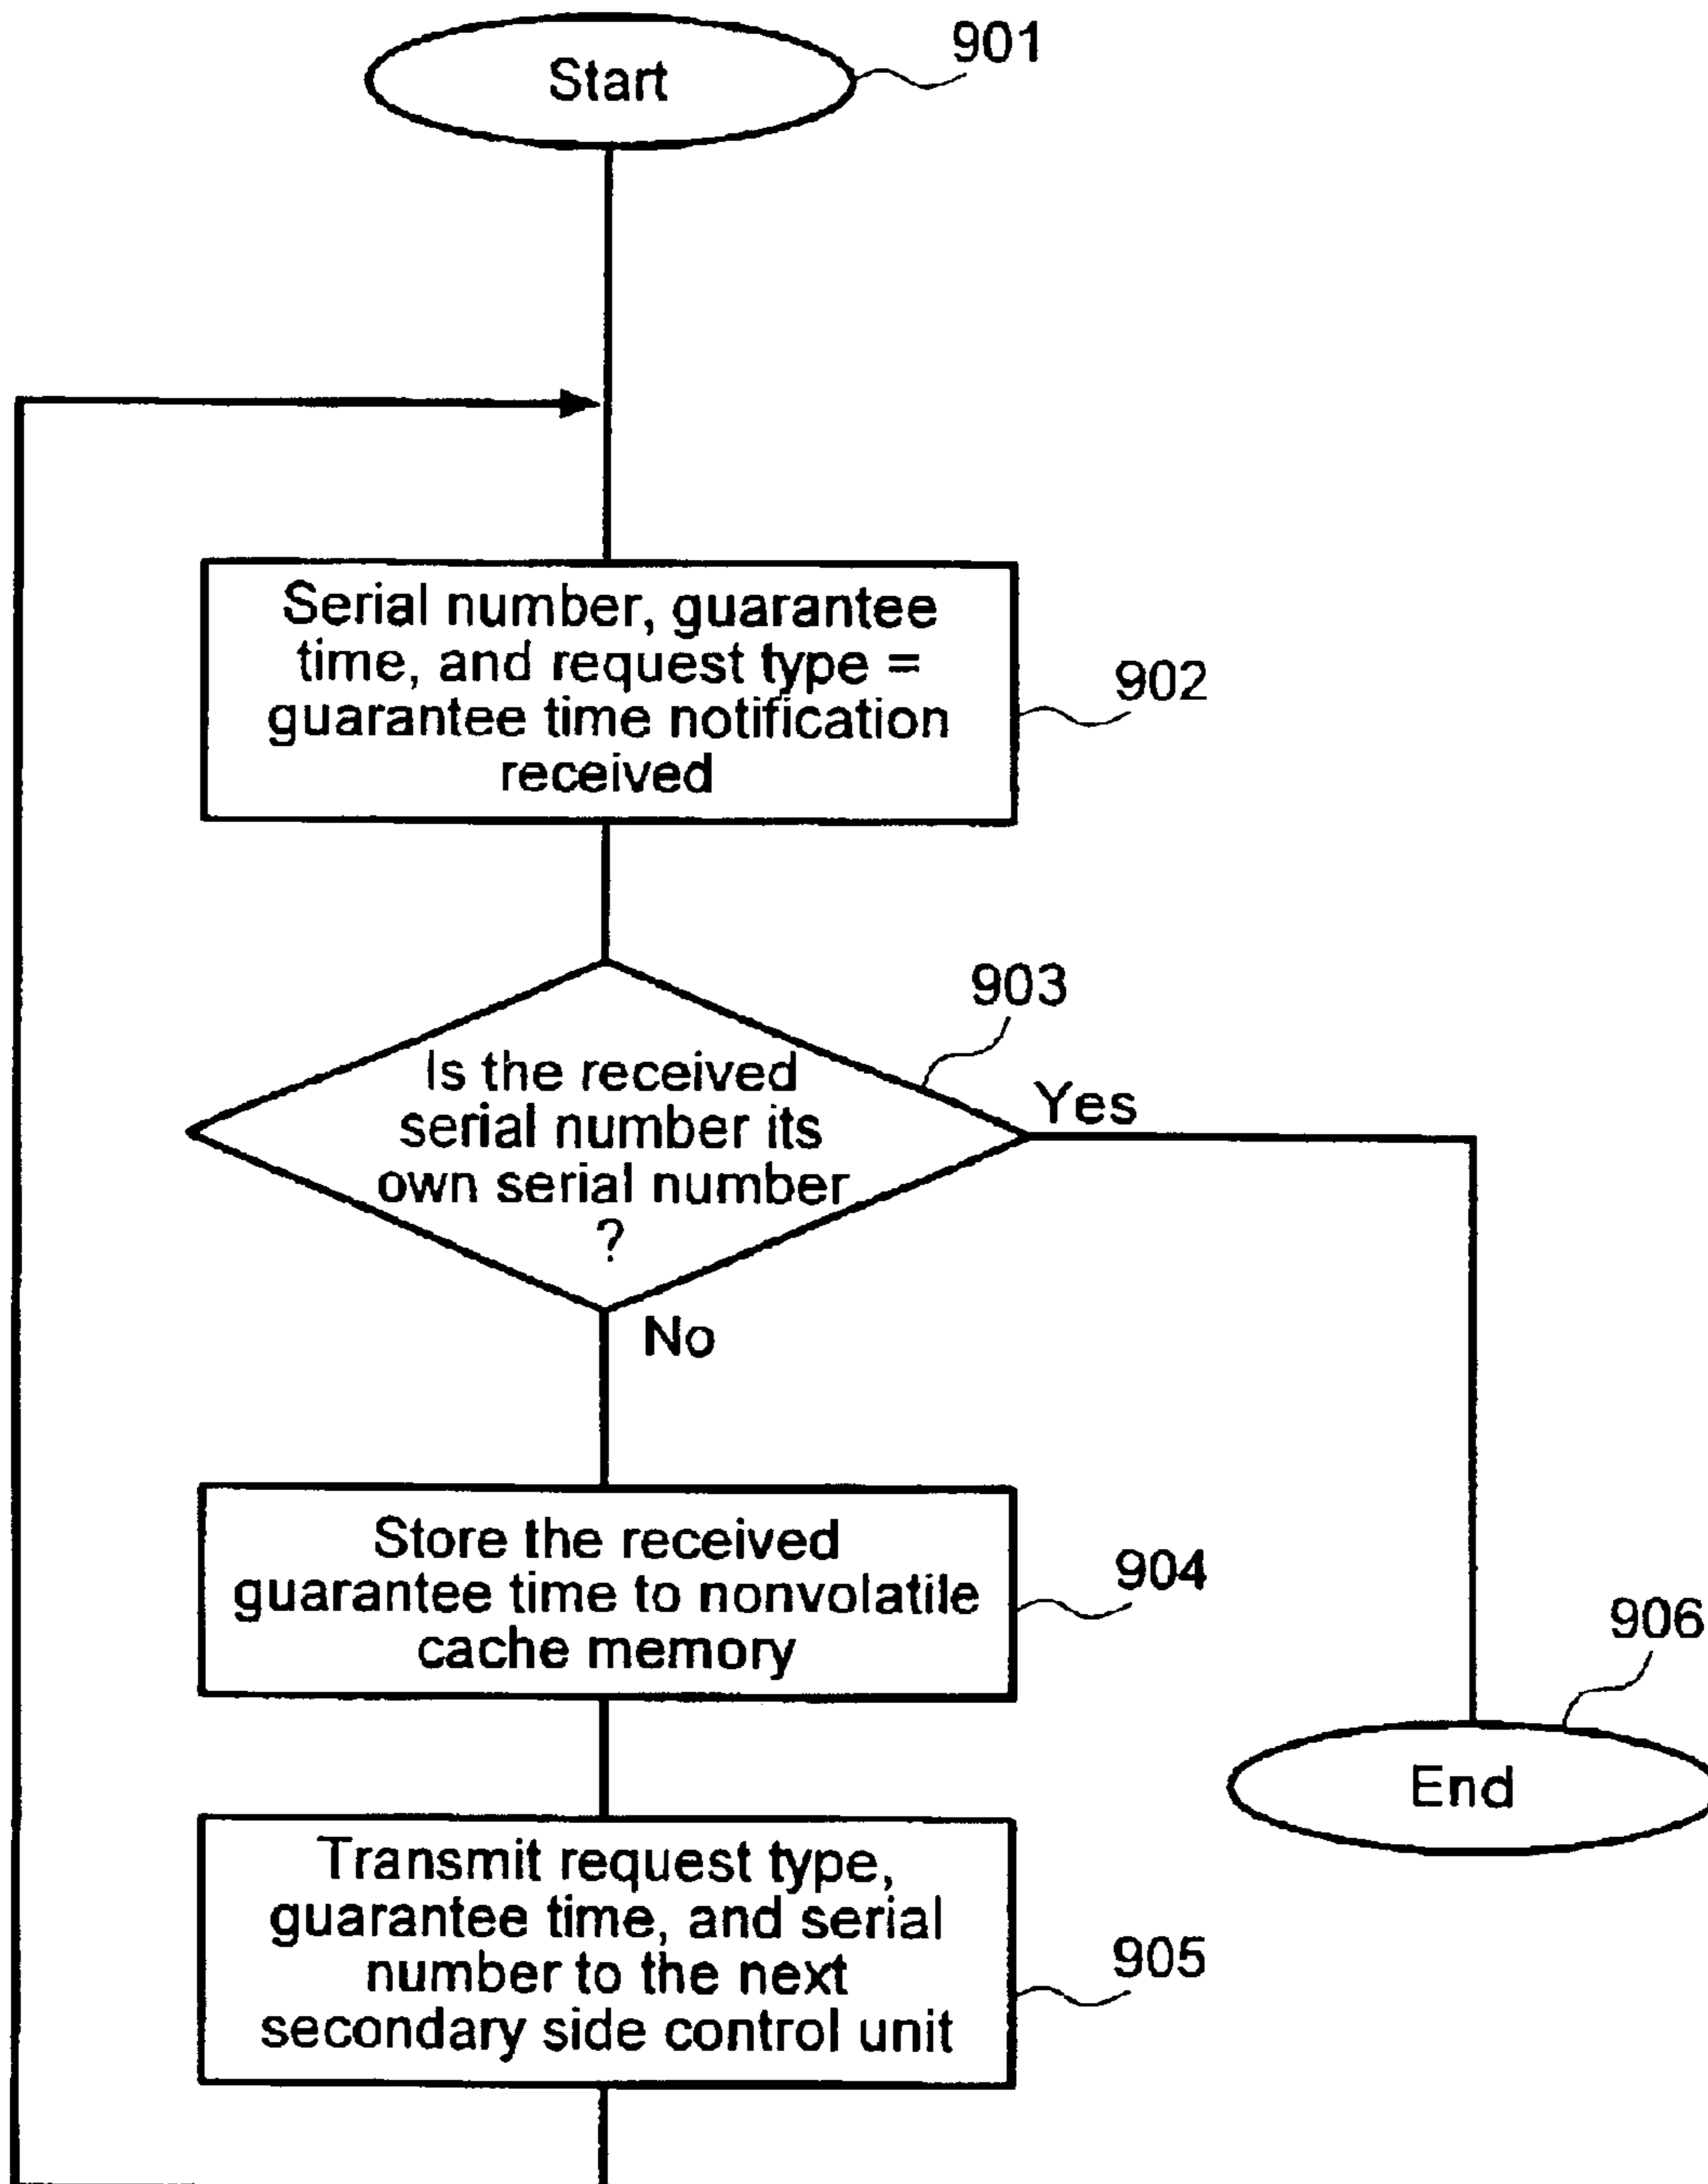 Start
901
Serial number, guarantee
time, and request type =
guarantee time notification
received
902
903
Is the received
serial number its
own serial number
?
Yes
No
Store the received
guarantee time to nonvolatile
cache memory
904
906
End
Transmit request type,
guarantee time, and serial
number to the next
secondary side control unit
905